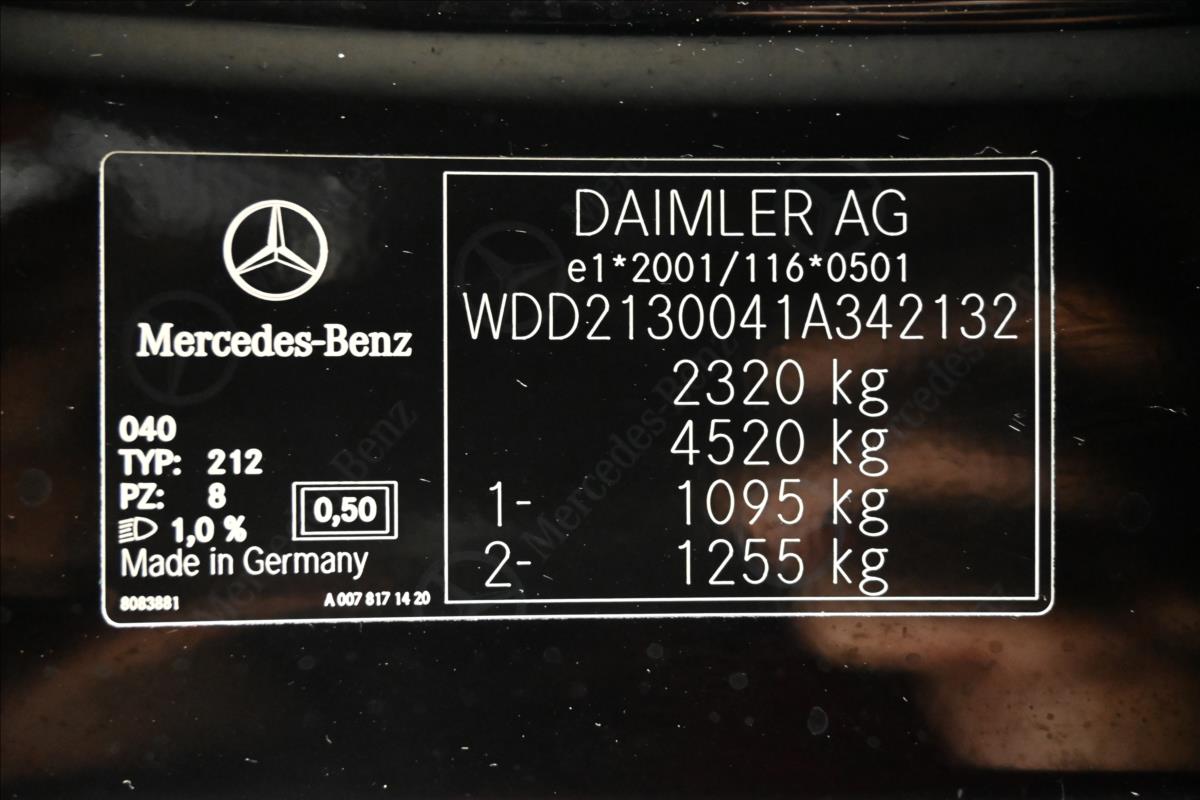 Mercedes-Benz
040
TYP: 212
PZ: 8
1,0 %
0,50
Made in Germany
8083881
A 007 817 14 20
DAIMLER AG
e1*2001/116*0501
WDD2130041A342132
2320 kg
4520 kg
1- 1095 kg
2- 1255 kg